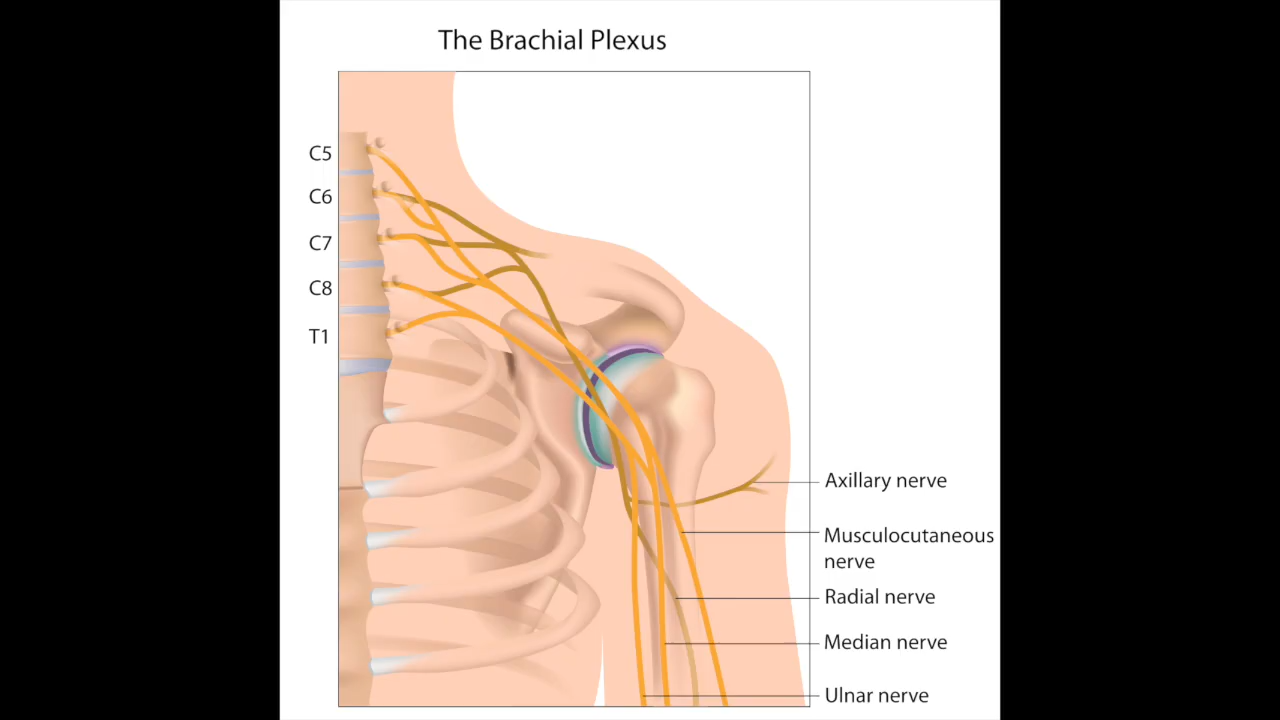 The Brachial Plexus
C5
C6
C7
C8
T1
Axillary nerve
Musculocutaneous
nerve
Radial nerve
Median nerve
Ulnar nerve